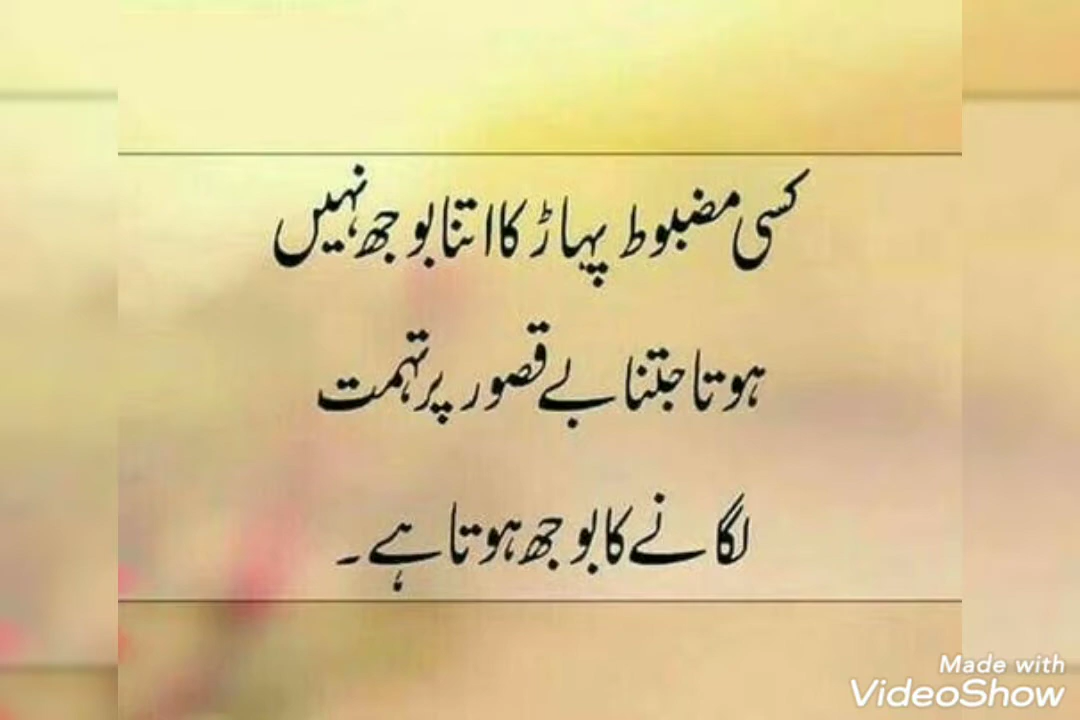 کسی مضبوط پہاڑ کا اتنا بوجھ نہیں
ہوتا جتنا بے قصور پر تہمت
لگانے کا بوجھ ہوتا ہے۔
Made with
VideoShow